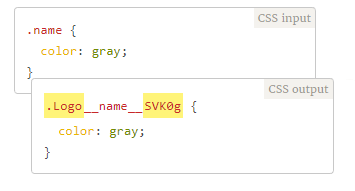 CSS input
.name {
  color: gray;
}
CSS output
.Logo__name__SVK0g {
  color: gray;
}